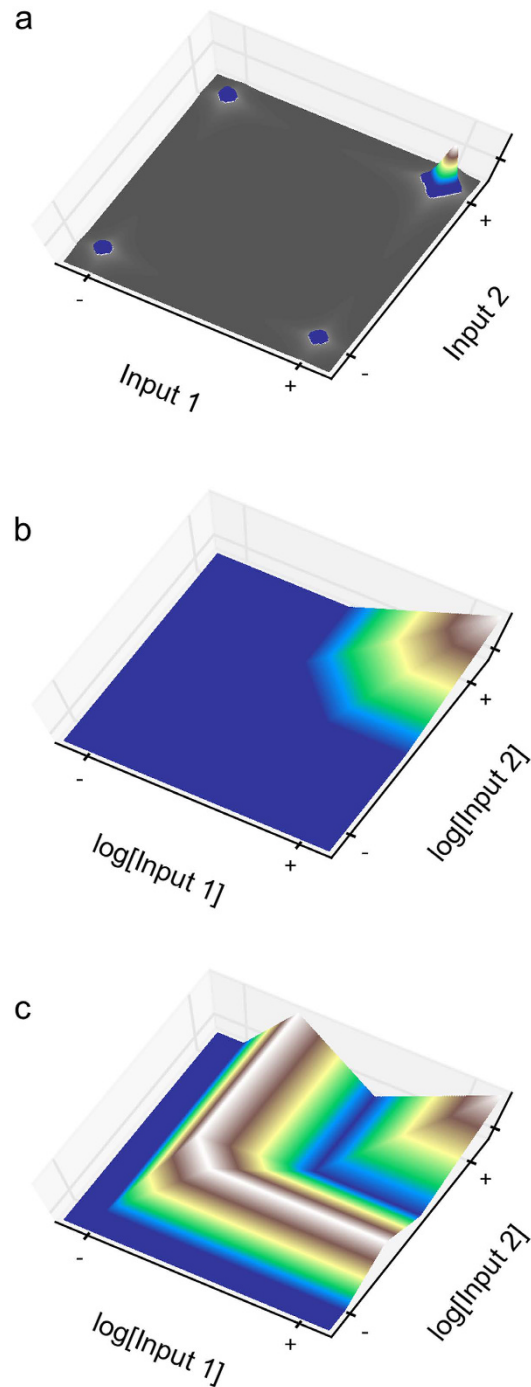 a
Input 2
+
-
-
Input 1
+
b
log[Input 2]
+
-
-
log[Input 1]
+
c
log[Input 2]
+
-
-
log[Input 1]
+